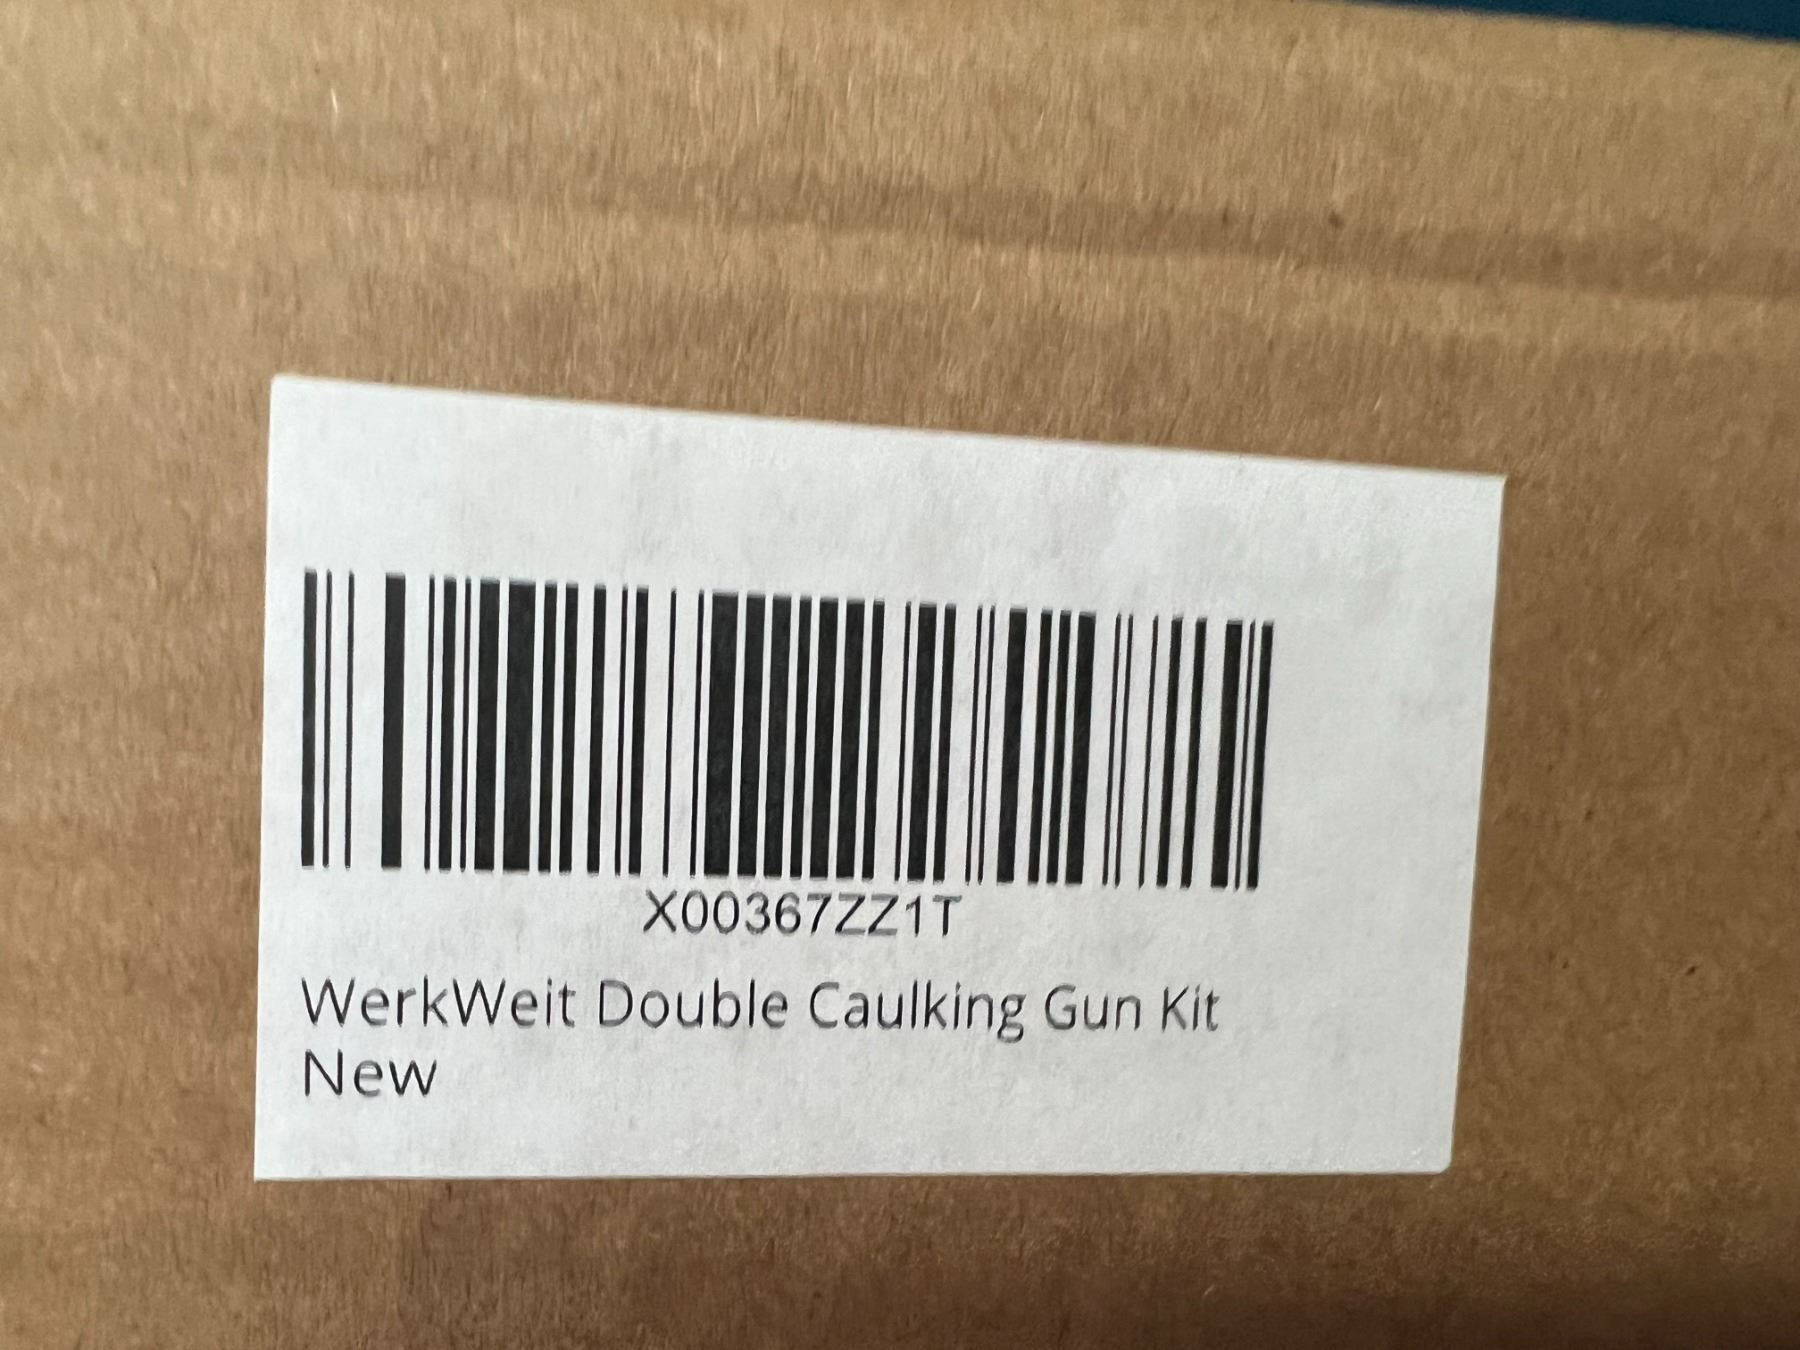 X00367ZZ1T
WerkWeit Double Caulking Gun Kit
New